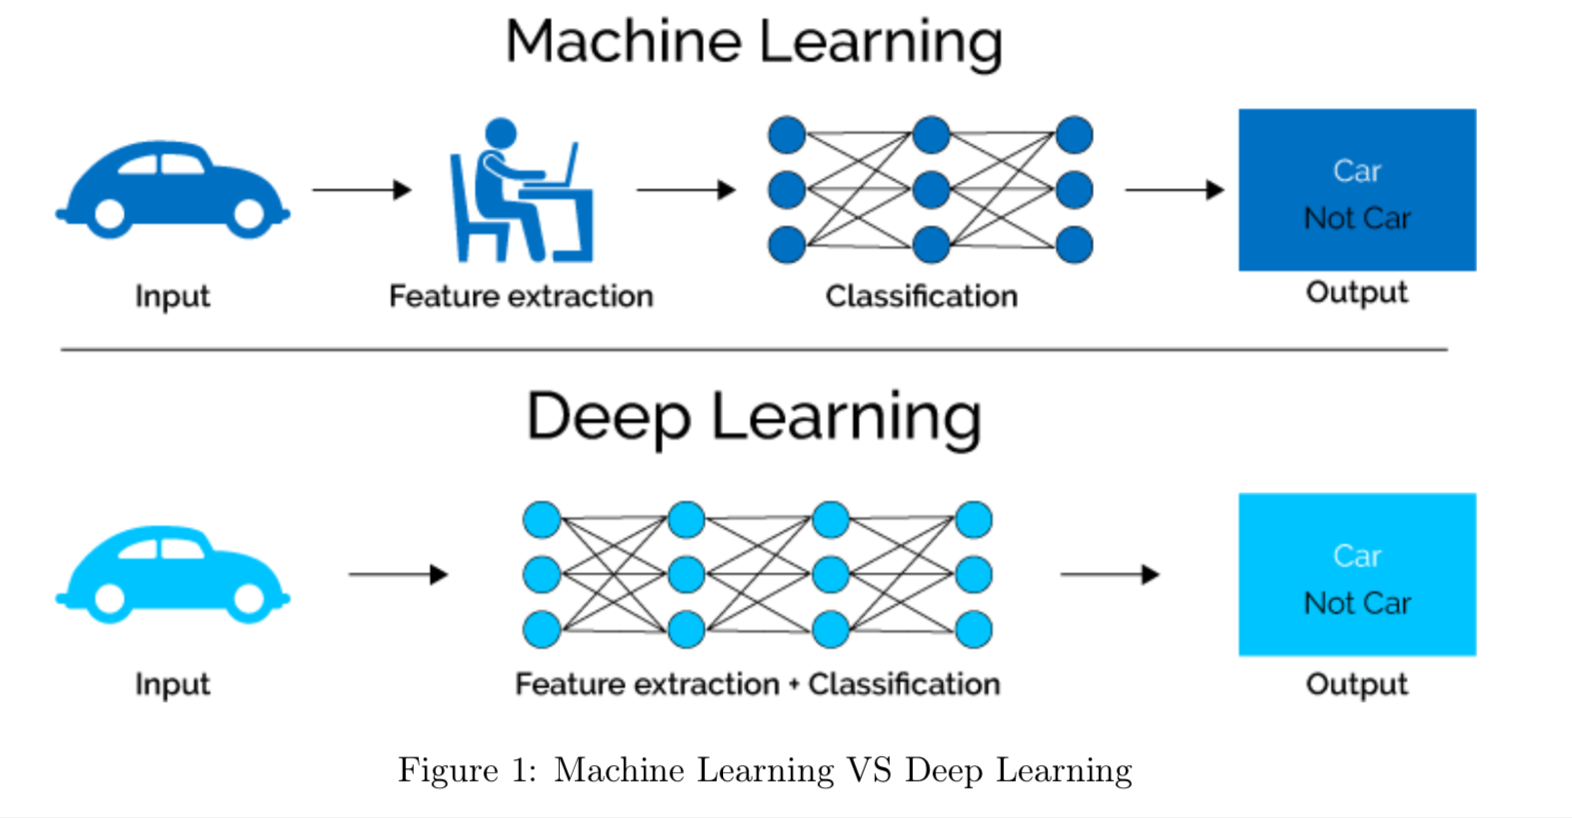 Machine Learning
Car
Not Car
Input
Feature extraction
Classification
Output
Deep Learning
Car
Not Car
Input
Feature extraction + Classification
Output
Figure 1: Machine Learning VS Deep Learning